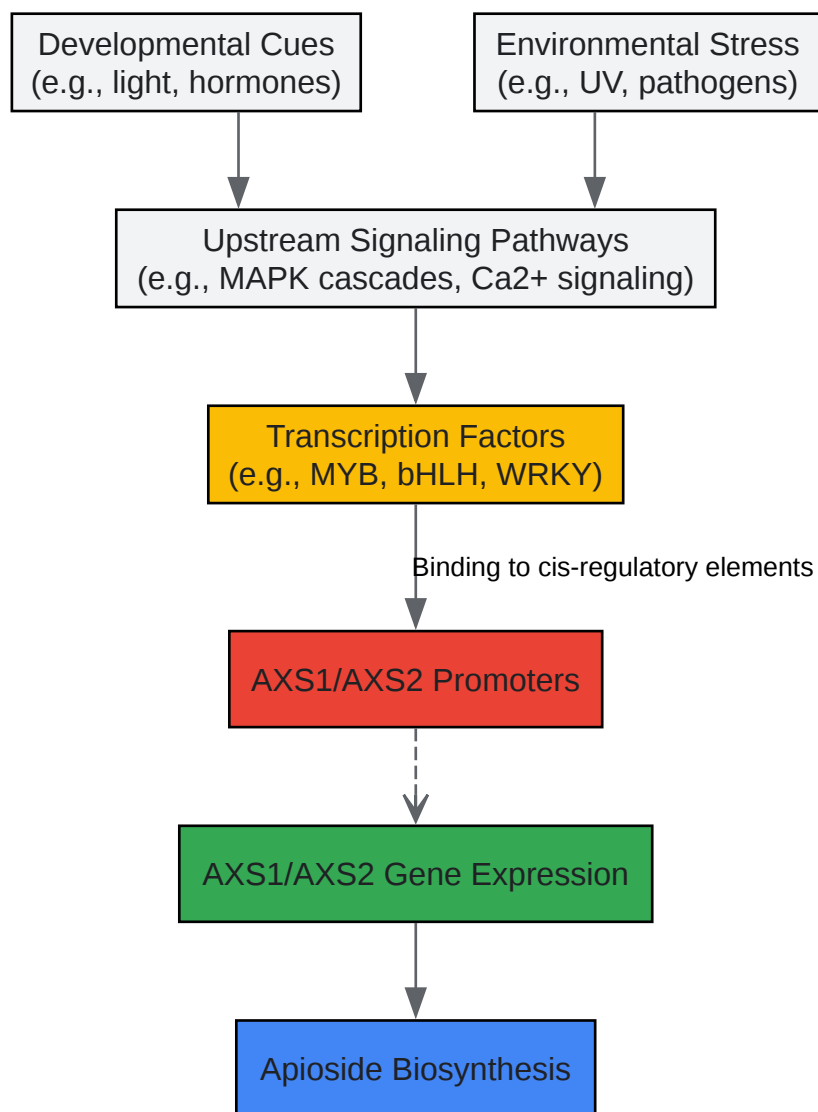 Developmental Cues
(e.g., light, hormones)
Environmental Stress
(e.g., UV, pathogens)
Upstream Signaling Pathways
(e.g., MAPK cascades, Ca2+ signaling)
Transcription Factors
(e.g., MYB, bHLH, WRKY)
Binding to cis-regulatory elements
AXS1/AXS2 Promoters
AXS1/AXS2 Gene Expression
Apioside Biosynthesis